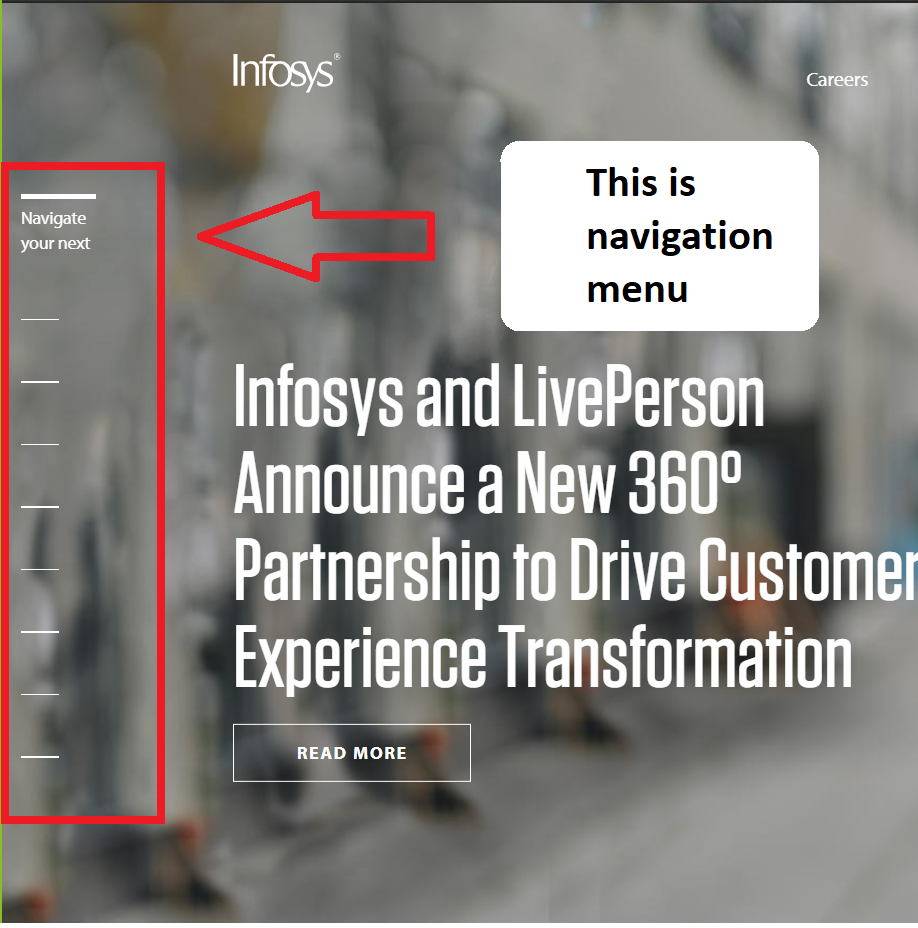 Infosys®
Careers
This is
navigation
menu
Navigate
your next
Infosys and LivePerson
Announce a New 360º
Partnership to Drive Customer
Experience Transformation
READ MORE